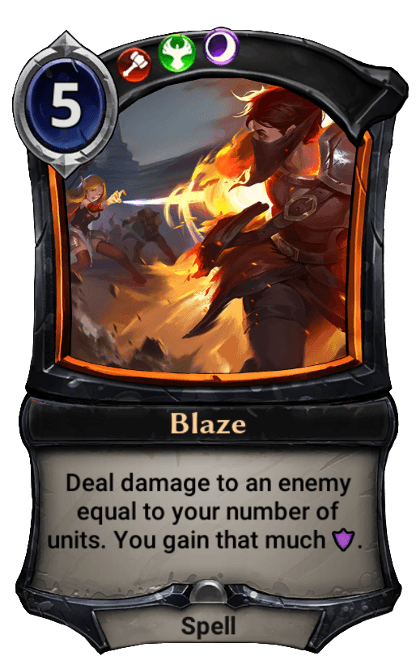 5
Blaze
Deal damage to an enemy
equal to your number of
units. You gain that much .
Spell